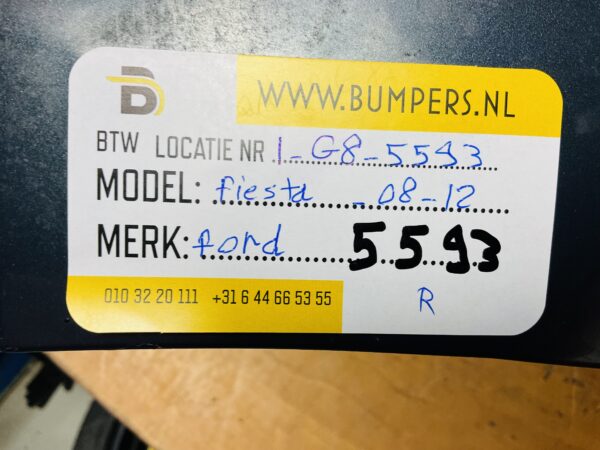 B
WWW.BUMPERS.NL
BTW LOCATIE NR 1-G8-5593
MODEL: fiesta -08-12
MERK: ford 5593
010 32 20 111 +31 6 44 66 53 55
R